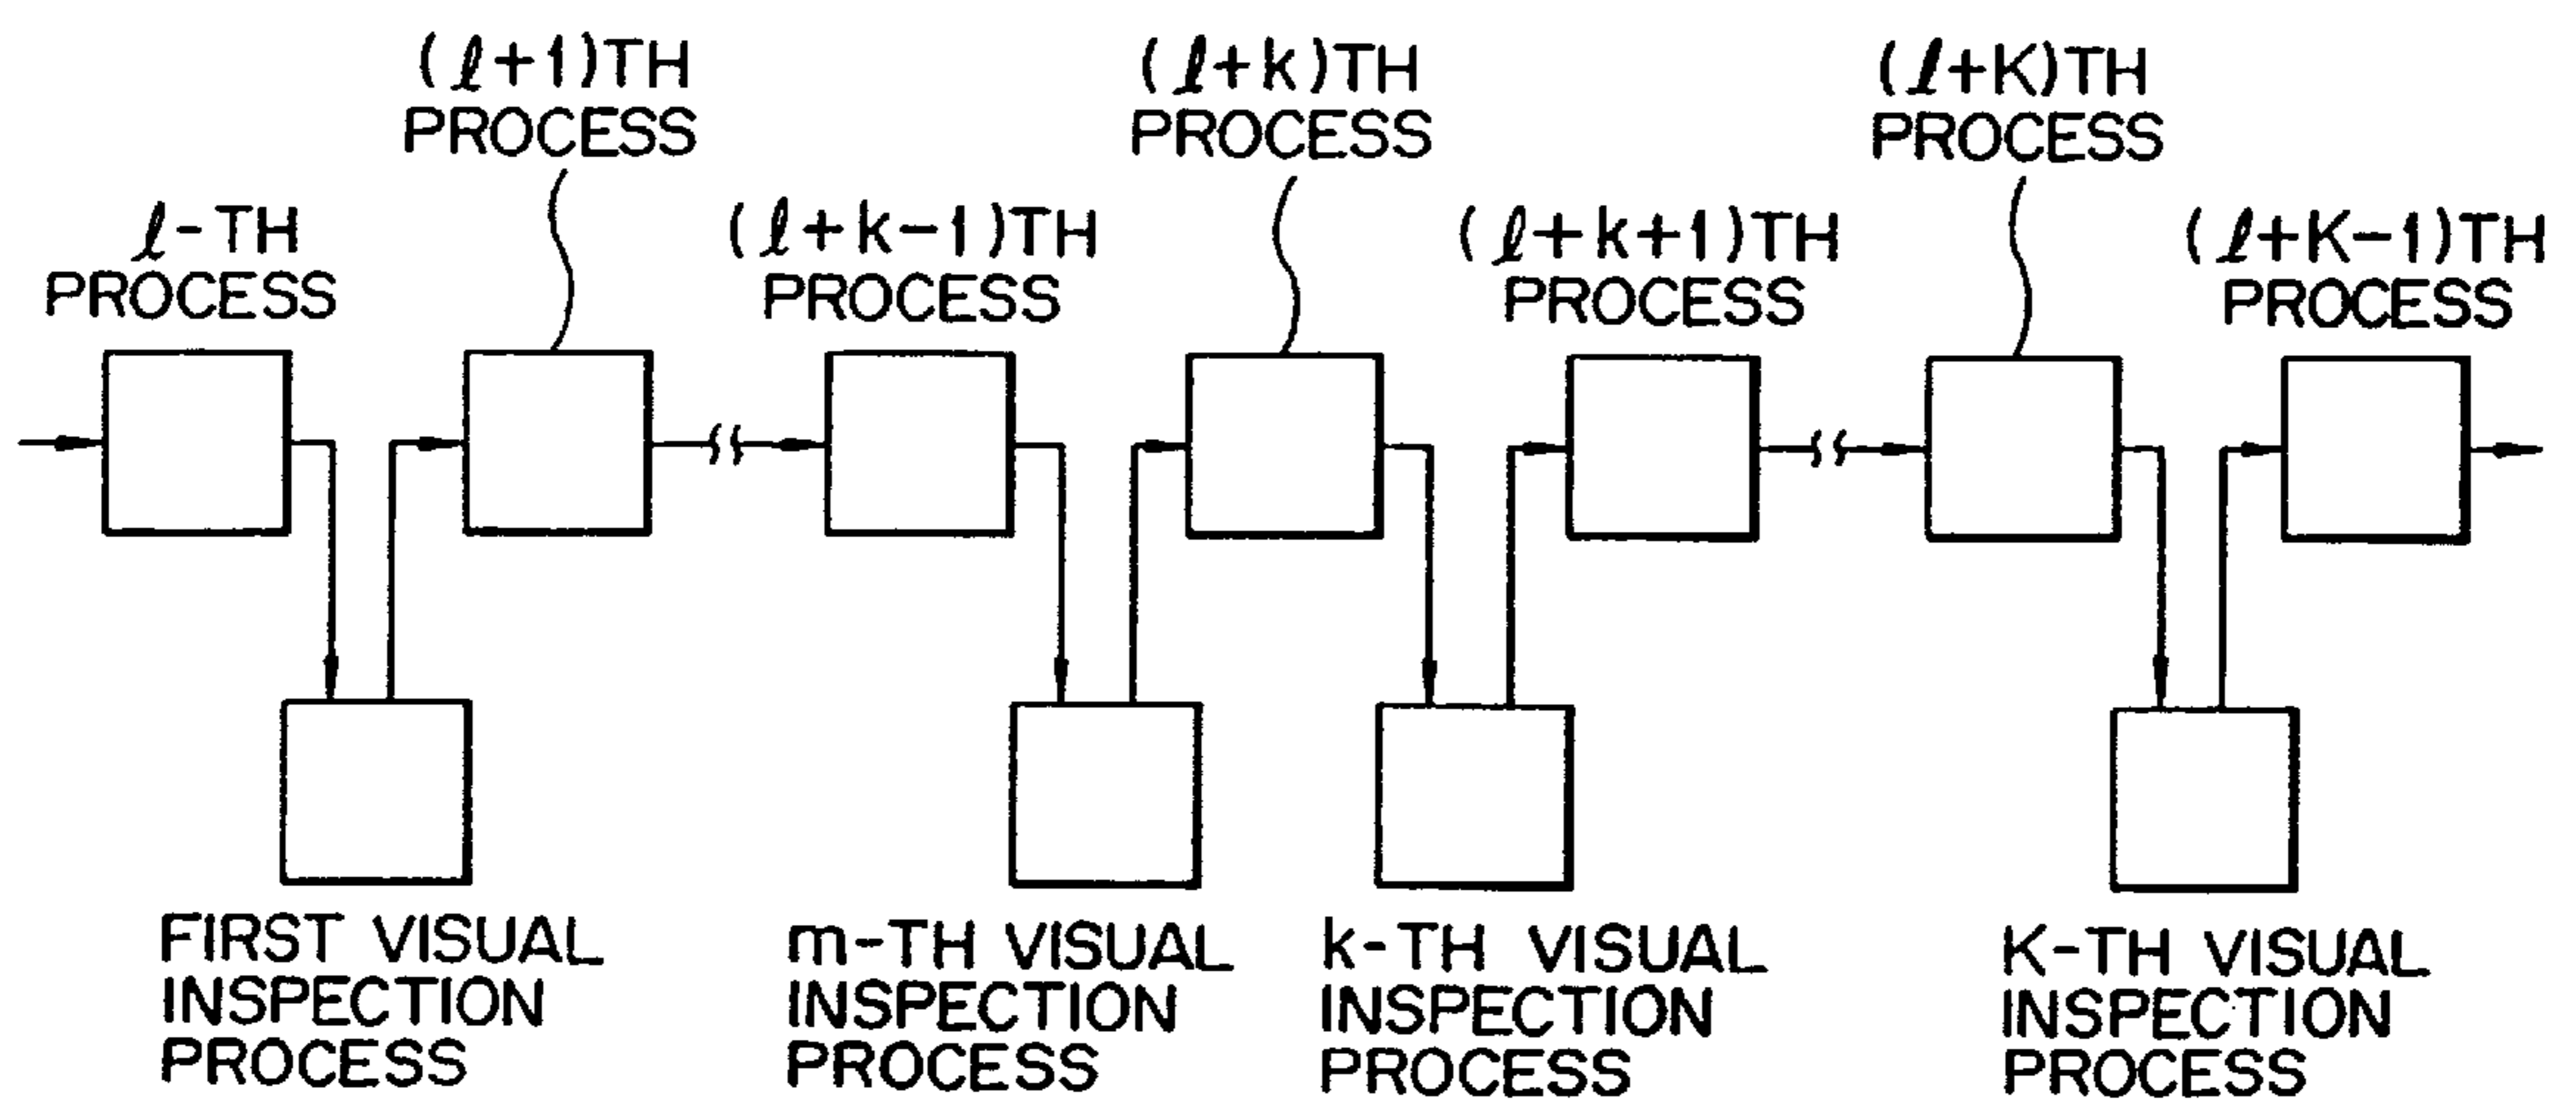 ℓ-TH
PROCESS
(ℓ+1)TH
PROCESS
(ℓ+k-1)TH
PROCESS
(ℓ+k)TH
PROCESS
(ℓ+k+1)TH
PROCESS
(ℓ+K)TH
PROCESS
(ℓ+K-1)TH
PROCESS
FIRST VISUAL
INSPECTION
PROCESS
m-TH VISUAL
INSPECTION
PROCESS
k-TH VISUAL
INSPECTION
PROCESS
K-TH VISUAL
INSPECTION
PROCESS